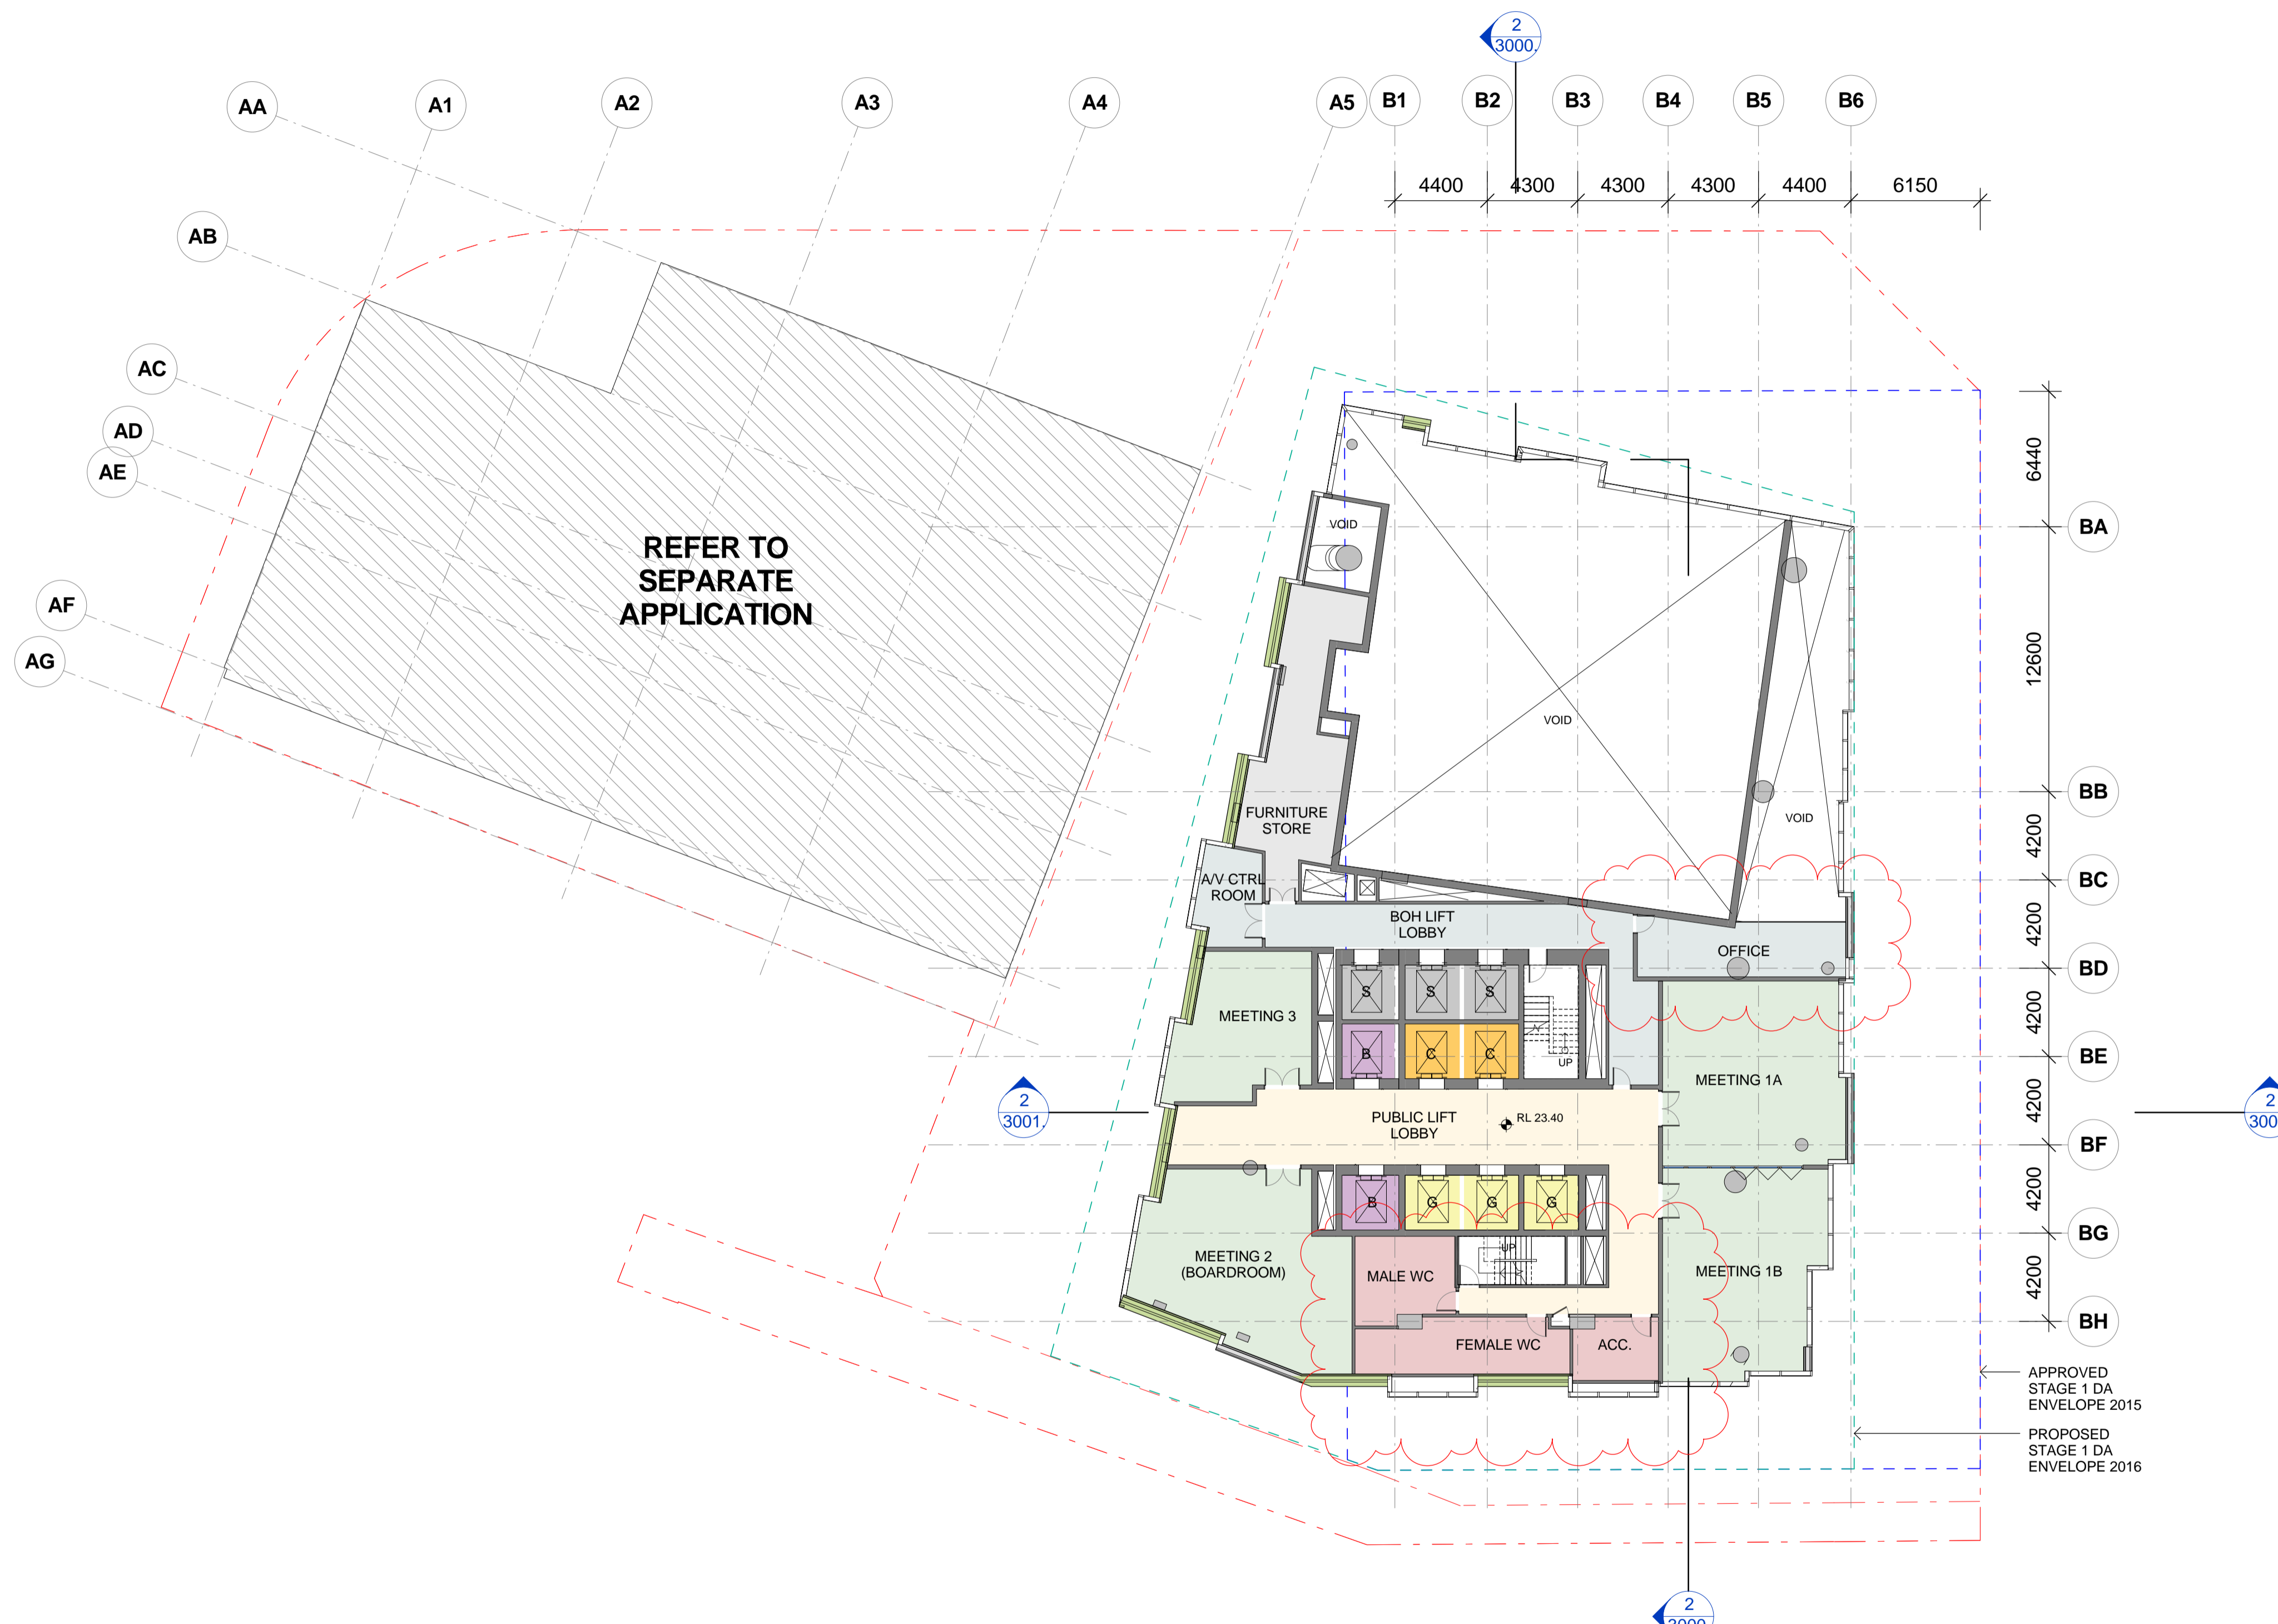 2
3000.
AA
A1
A2
A3
A4
A5
B1
B2
B3
B4
B5
B6
4400
4300
4300
4300
4400
6150
AB
AC
AD
AE
AF
AG
REFER TO
SEPARATE
APPLICATION
6440
BA
12600
BB
4200
BC
4200
BD
4200
BE
4200
BF
4200
BG
4200
BH
VOID
VOID
VOID
FURNITURE
STORE
A/V CTRL
ROOM
BOH LIFT
LOBBY
OFFICE
MEETING 3
S
S
S
B
C
C
UP
MEETING 1A
2
3001.
PUBLIC LIFT
LOBBY
RL 23.40
2
B
G
G
G
UP
MEETING 2
(BOARDROOM)
MALE WC
MEETING 1B
FEMALE WC
ACC.
APPROVED
STAGE 1 DA
ENVELOPE 2015
PROPOSED
STAGE 1 DA
ENVELOPE 2016
2